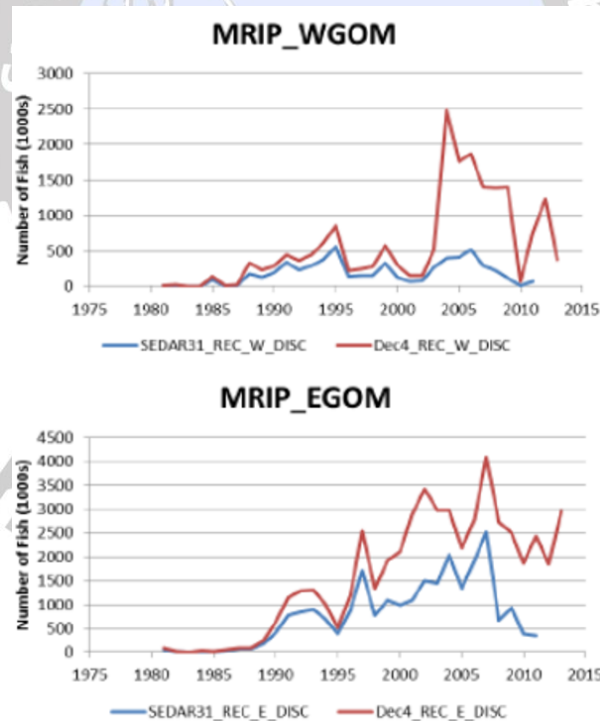 MRIP_WGOM
Number of Fish (1000s)
3000
2500
2000
1500
1000
500
0
1975 1980 1985 1990 1995 2000 2005 2010 2015
SEDAR31_REC_W_DISC Dec4_REC_W_DISC
MRIP_EGOM
Number of Fish (1000s)
4500
4000
3500
3000
2500
2000
1500
1000
500
0
1975 1980 1985 1990 1995 2000 2005 2010 2015
SEDAR31_REC_E_DISC Dec4_REC_E_DISC